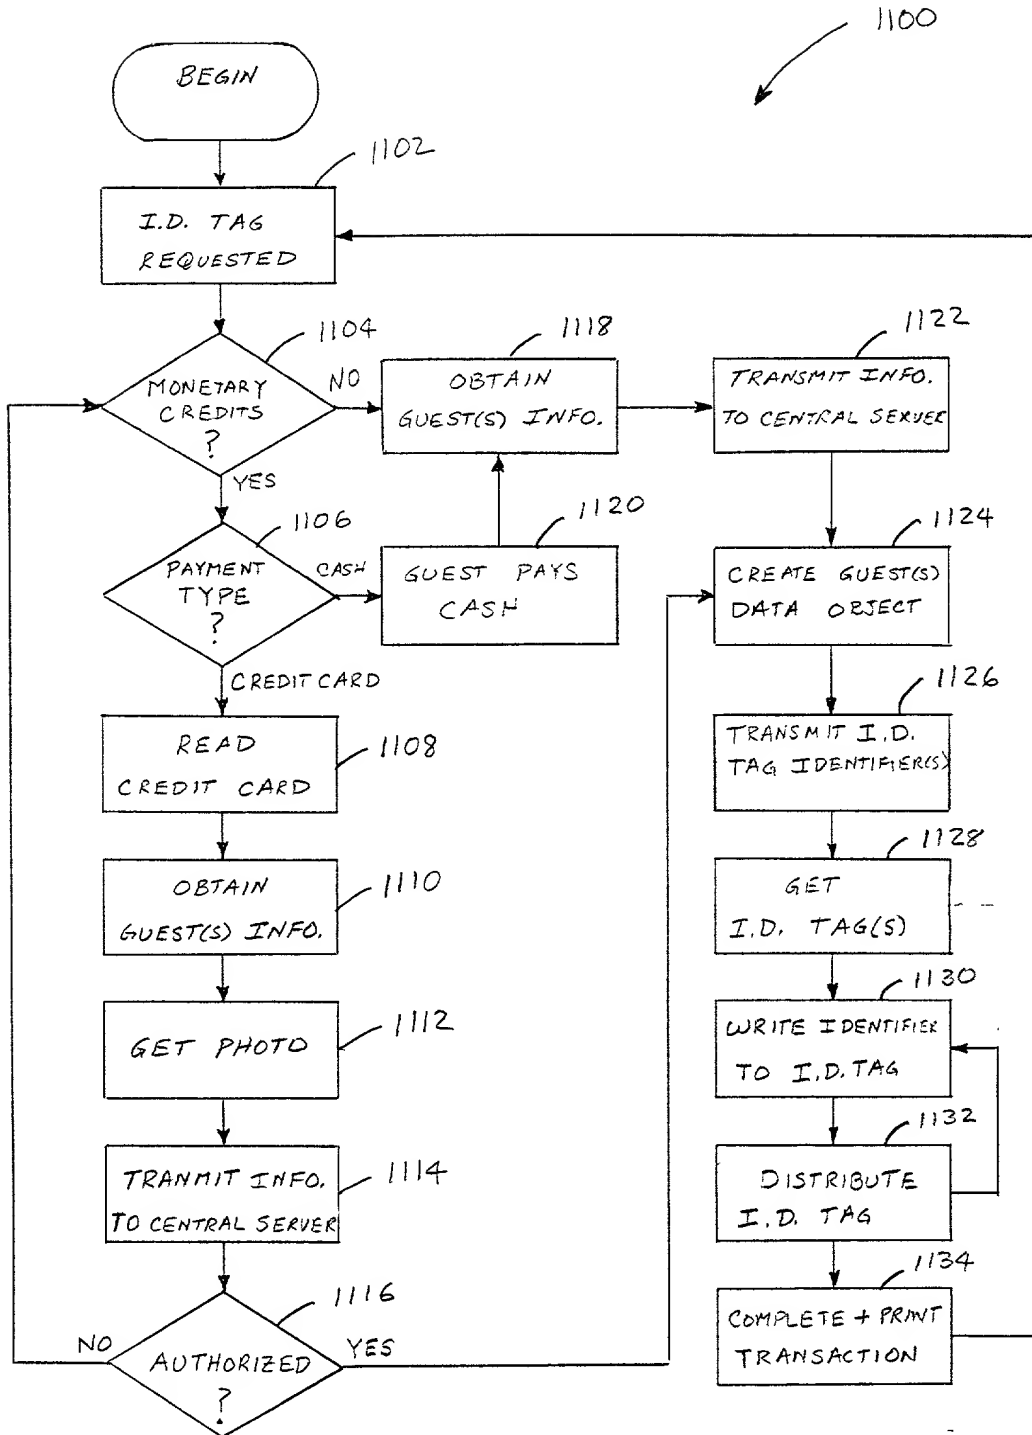 1100
BEGIN
1102
I.D. TAG
REQUESTED
1104
MONETARY
CREDITS
?
NO
YES
1118
OBTAIN
GUEST(S) INFO.
1122
TRANSMIT INFO.
TO CENTRAL SERVER
1106
PAYMENT
TYPE
?
CASH
CREDIT CARD
1120
GUEST PAYS
CASH
1124
CREATE GUEST(S)
DATA OBJECT
1108
READ
CREDIT CARD
1126
TRANSMIT I.D.
TAG IDENTIFIER(S)
1110
OBTAIN
GUEST(S) INFO.
1128
GET
I.D. TAG(S)
1112
GET PHOTO
1130
WRITE IDENTIFIER
TO I.D. TAG
1114
TRANMIT INFO.
TO CENTRAL SERVER
1132
DISTRIBUTE
I.D. TAG
1116
AUTHORIZED
?
NO
YES
1134
COMPLETE + PRINT
TRANSACTION